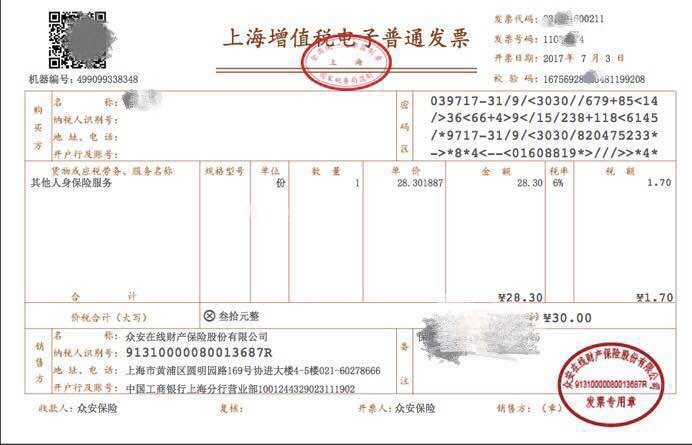 上海增值税电子普通发票
发票代码:
600211
发票号码:
开票日期: 2017年 7月 3日
机器编号: 499099338348
校 验 码: 16756928 481199208
全国统一发票监制章
上 海
国家税务局监制
购买方
名 称:
纳税人识别号:
地 址、电 话:
开户行及账号:
密码区
039717-31/9/<3030//679+85<14
/>36<66+4>9</15/238+118<6145
/*9717-31/9/<3030/820475233*
->*8*4<--<01608819*>///>>*4*
货物或应税劳务、服务名称 规格型号 单位 数 量 单 价 金 额 税率 税 额
其他人身保险服务 份 1 28.301887 28.30 6% 1.70
合 计 ¥28.30 ¥1.70
价税合计(大写) ⊗ 叁拾元整 ¥30.00
销售方
名 称: 众安在线财产保险股份有限公司
纳税人识别号: 91310000080013687R
地 址、电 话: 上海市黄浦区圆明园路169号协进大楼4-5楼021-60278666
开户行及账号: 中国工商银行上海分行营业部1001244329023111902
备注
收款人: 众安保险 复核: 开票人: 众安保险 销售方: (章)
众安在线财产保险股份有限公司
91310000080013687R
发票专用章